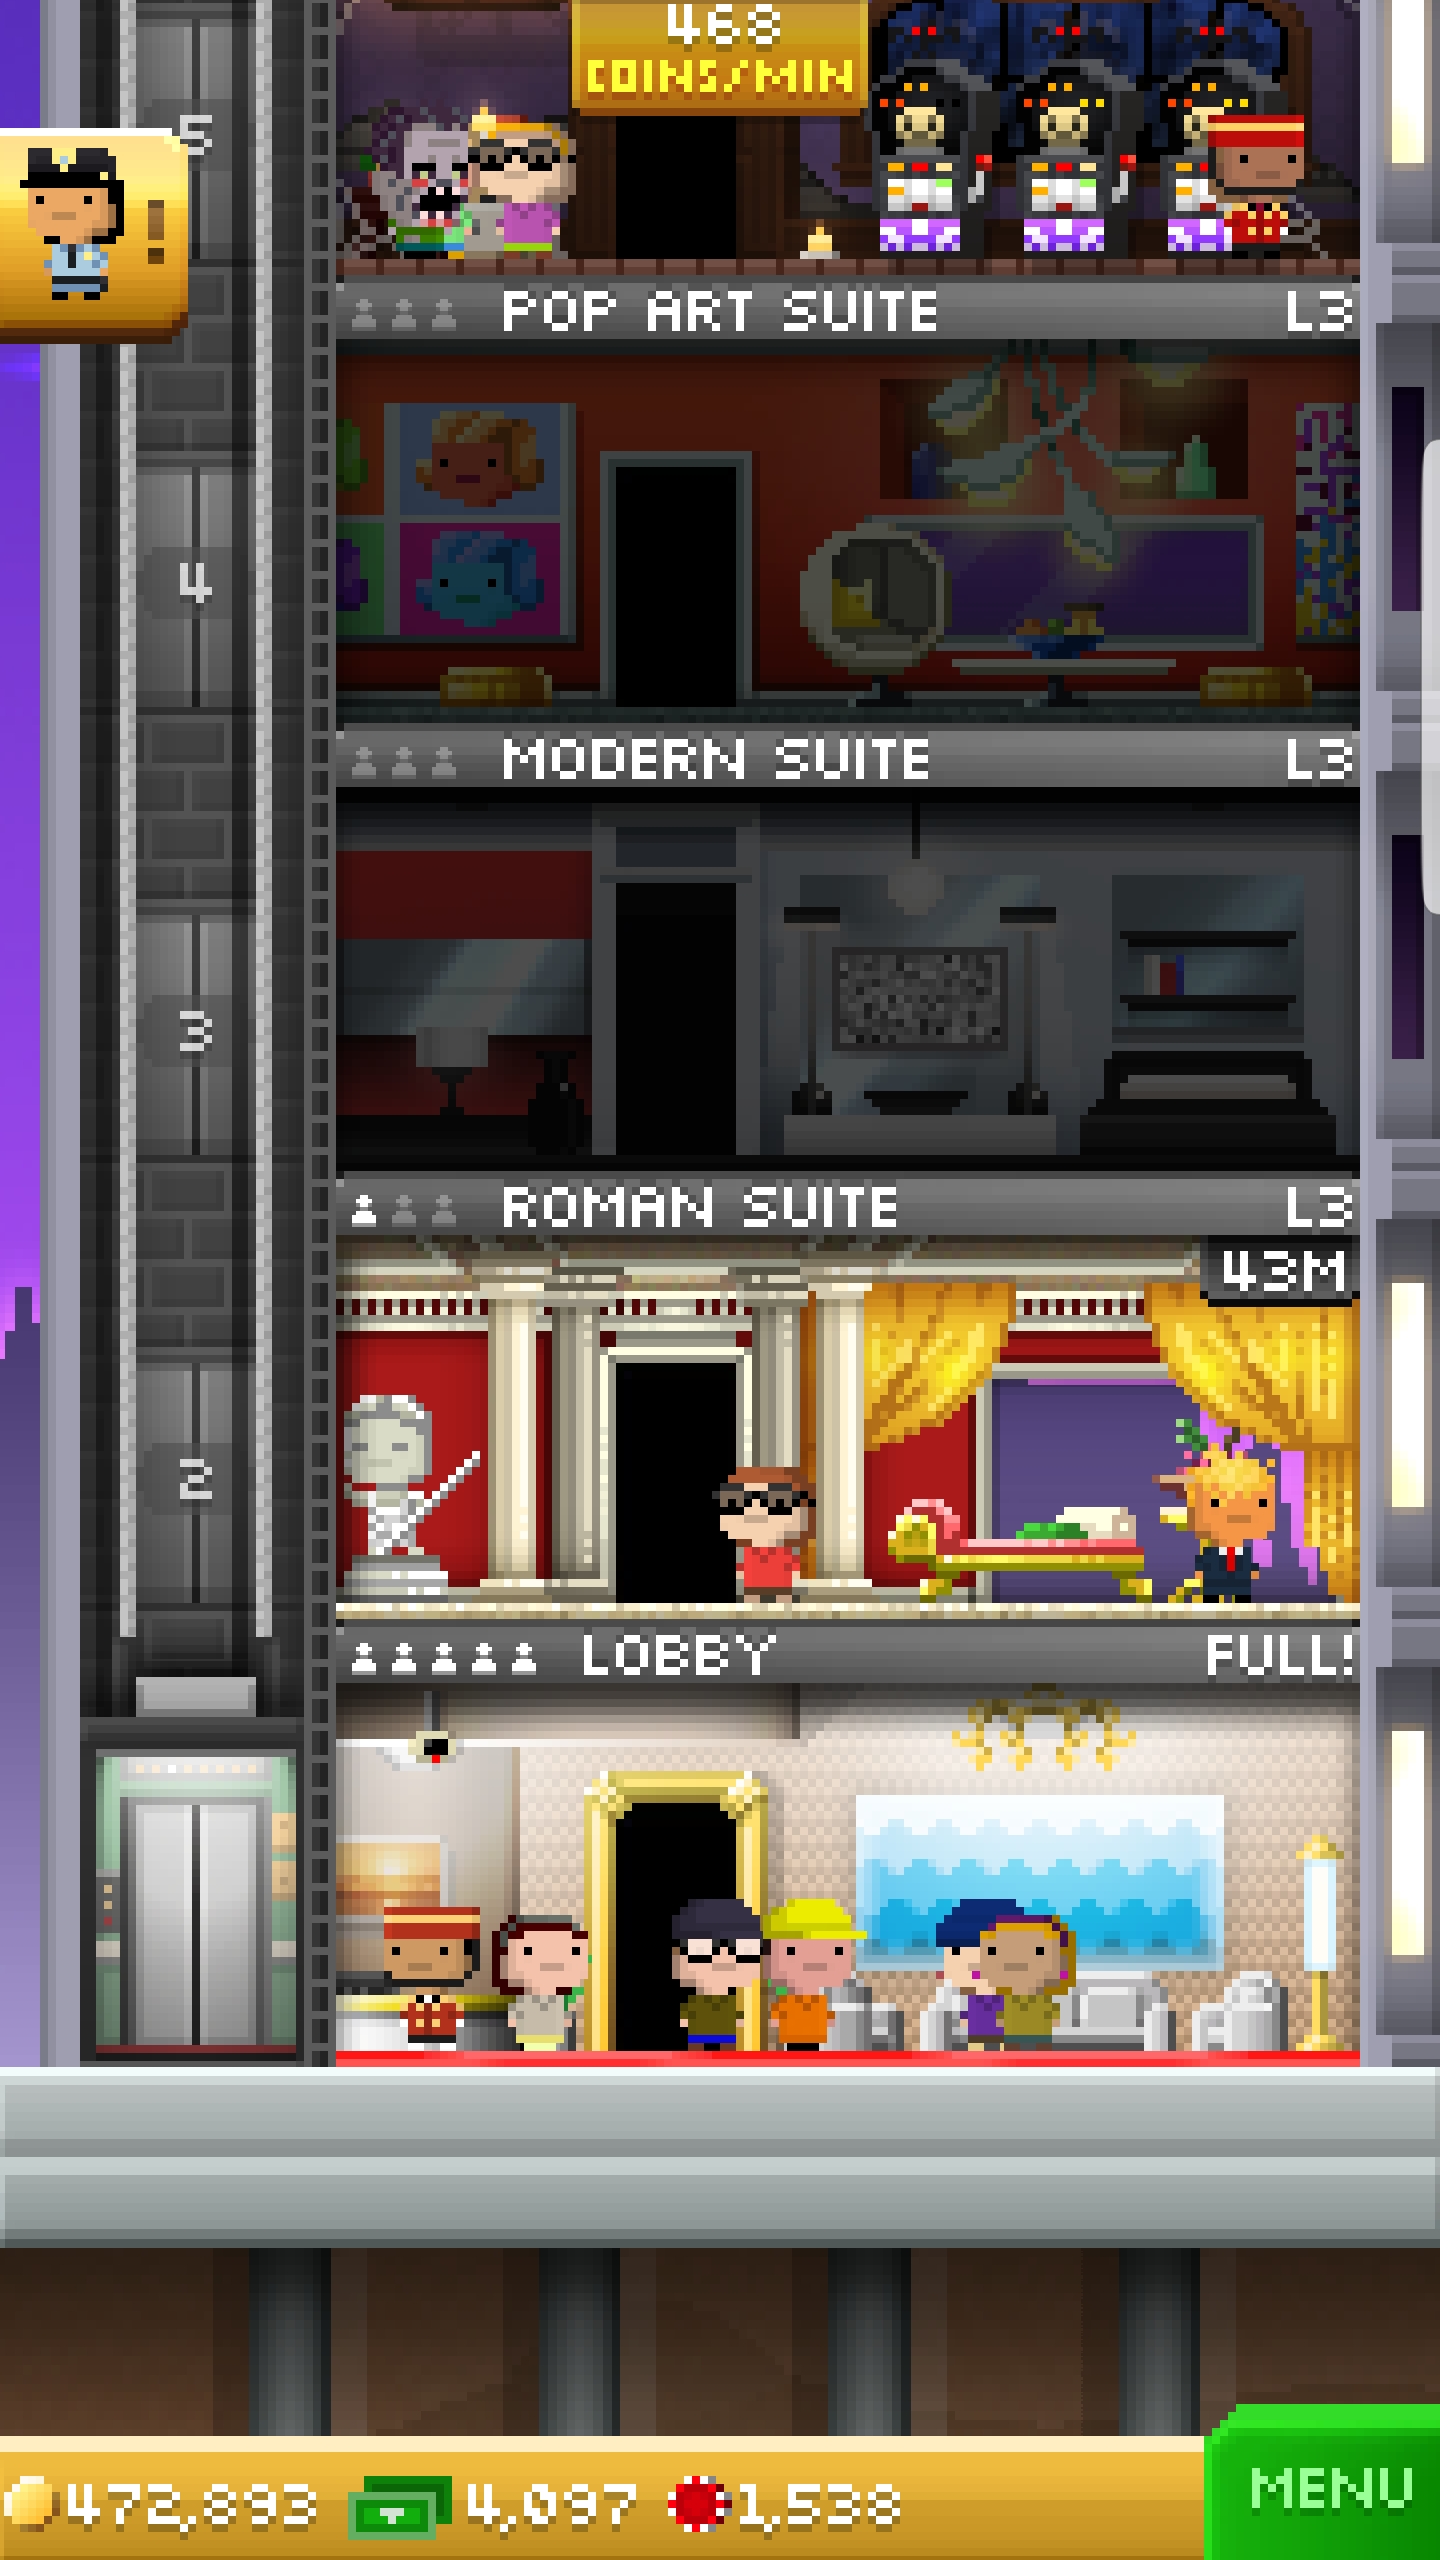 468
COINS/MIN
5
!
POP ART SUITE L3
4
MODERN SUITE L3
3
ROMAN SUITE L3
43M
2
LOBBY FULL!
472,893 4,097 1,538
MENU